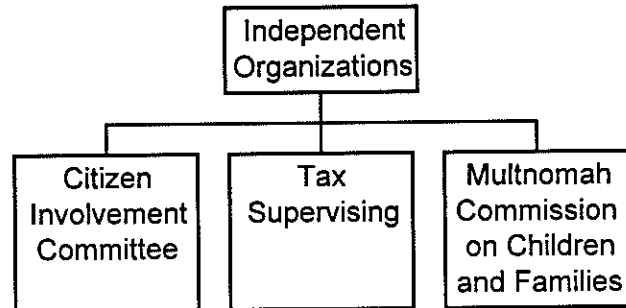 Independent
Organizations
Citizen
Involvement
Committee
Tax
Supervising
Multnomah
Commission
on Children
and Families